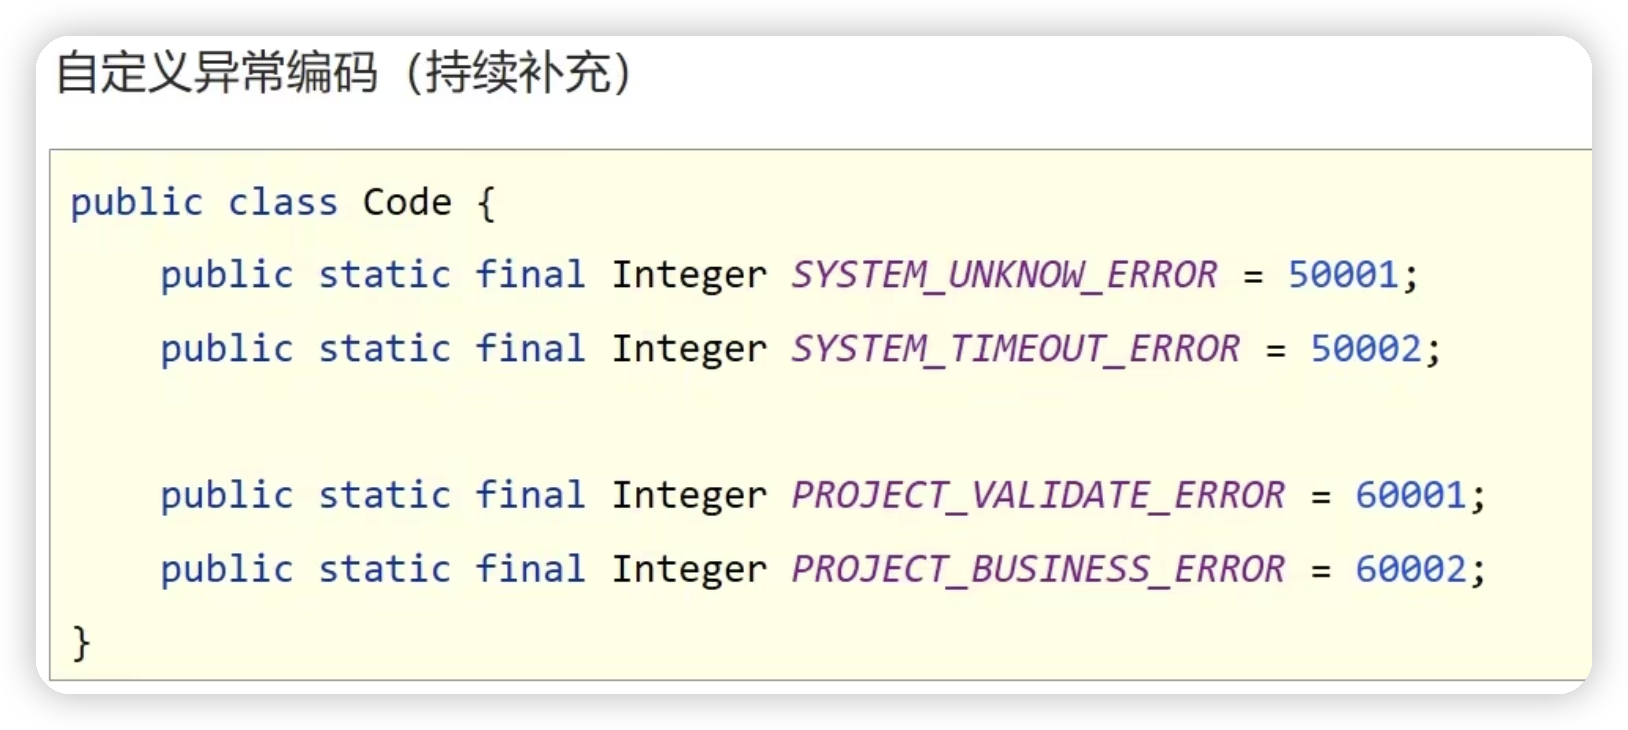 自定义异常编码（持续补充）
public class Code {
    public static final Integer SYSTEM_UNKNOW_ERROR = 50001;
    public static final Integer SYSTEM_TIMEOUT_ERROR = 50002;
    public static final Integer PROJECT_VALIDATE_ERROR = 60001;
    public static final Integer PROJECT_BUSINESS_ERROR = 60002;
}